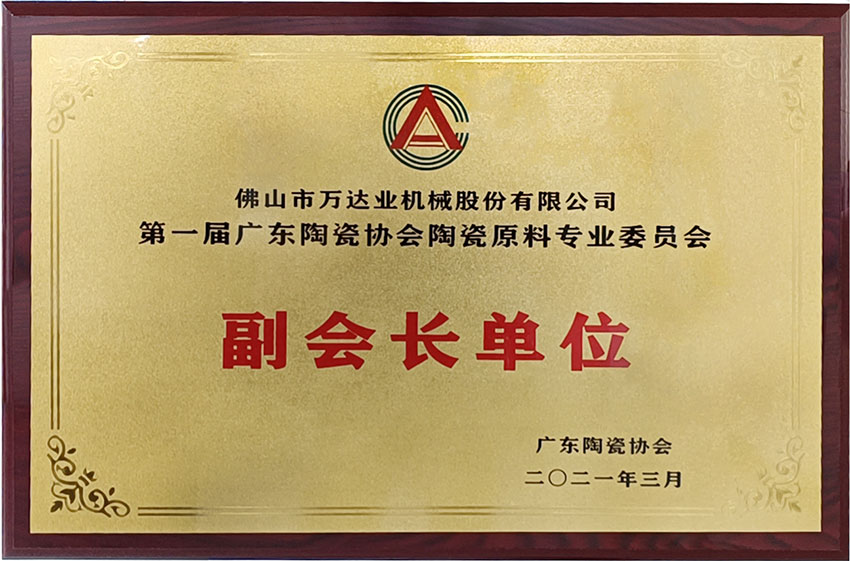 佛山市万达业机械股份有限公司
第一届广东陶瓷协会陶瓷原料专业委员会
副会长单位
广东陶瓷协会
二〇二一年三月